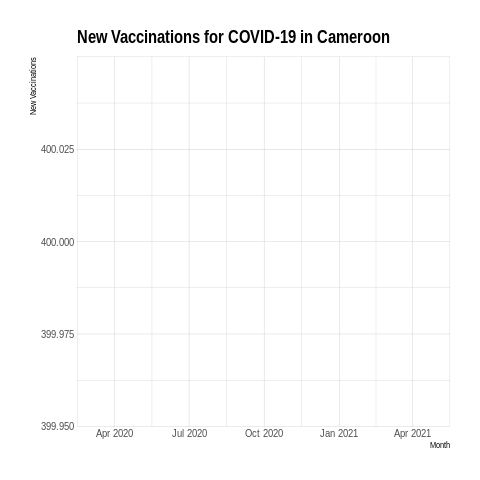 New Vaccinations for COVID-19 in Cameroon
New Vaccinations
400.025
400.000
399.975
399.950
Apr 2020 Jul 2020 Oct 2020 Jan 2021 Apr 2021
Month